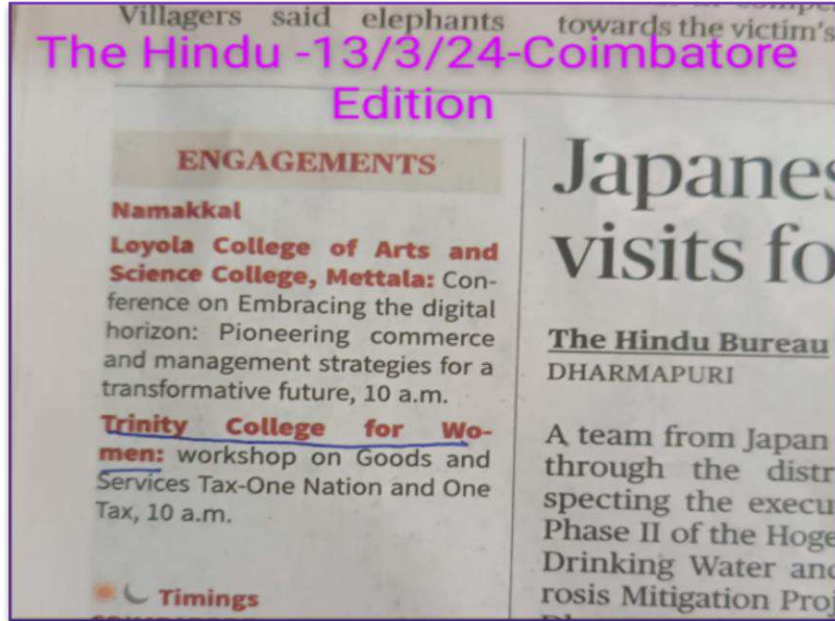 Villagers said elephants
towards the victim's
The Hindu -13/3/24-Coimbatore
Edition
ENGAGEMENTS
Namakkal
Loyola College of Arts and
Science College, Mettala: Con-
ference on Embracing the digital
horizon: Pioneering commerce
and management strategies for a
transformative future, 10 a.m.
Trinity College for Wo-
men: workshop on Goods and
Services Tax-One Nation and One
Tax, 10 a.m.
Timings
Japanes
visits fo
The Hindu Bureau
DHARMAPURI
A team from Japan
through the distr
specting the execu
Phase II of the Hoge
Drinking Water and
rosis Mitigation Proj